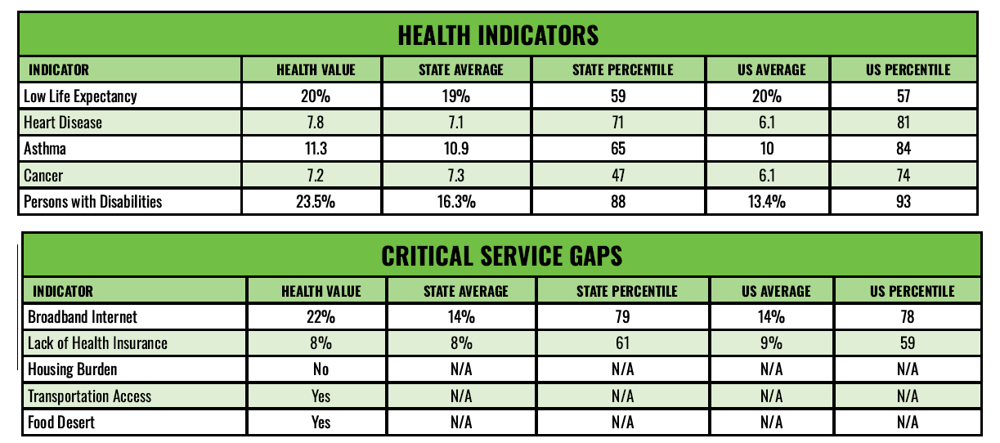 HEALTH INDICATORS
INDICATOR HEALTH VALUE STATE AVERAGE STATE PERCENTILE US AVERAGE US PERCENTILE
Low Life Expectancy 20% 19% 59 20% 57
Heart Disease 7.8 7.1 71 6.1 81
Asthma 11.3 10.9 65 10 84
Cancer 7.2 7.3 47 6.1 74
Persons with Disabilities 23.5% 16.3% 88 13.4% 93
CRITICAL SERVICE GAPS
INDICATOR HEALTH VALUE STATE AVERAGE STATE PERCENTILE US AVERAGE US PERCENTILE
Broadband Internet 22% 14% 79 14% 78
Lack of Health Insurance 8% 8% 61 9% 59
Housing Burden No N/A N/A N/A N/A
Transportation Access Yes N/A N/A N/A N/A
Food Desert Yes N/A N/A N/A N/A